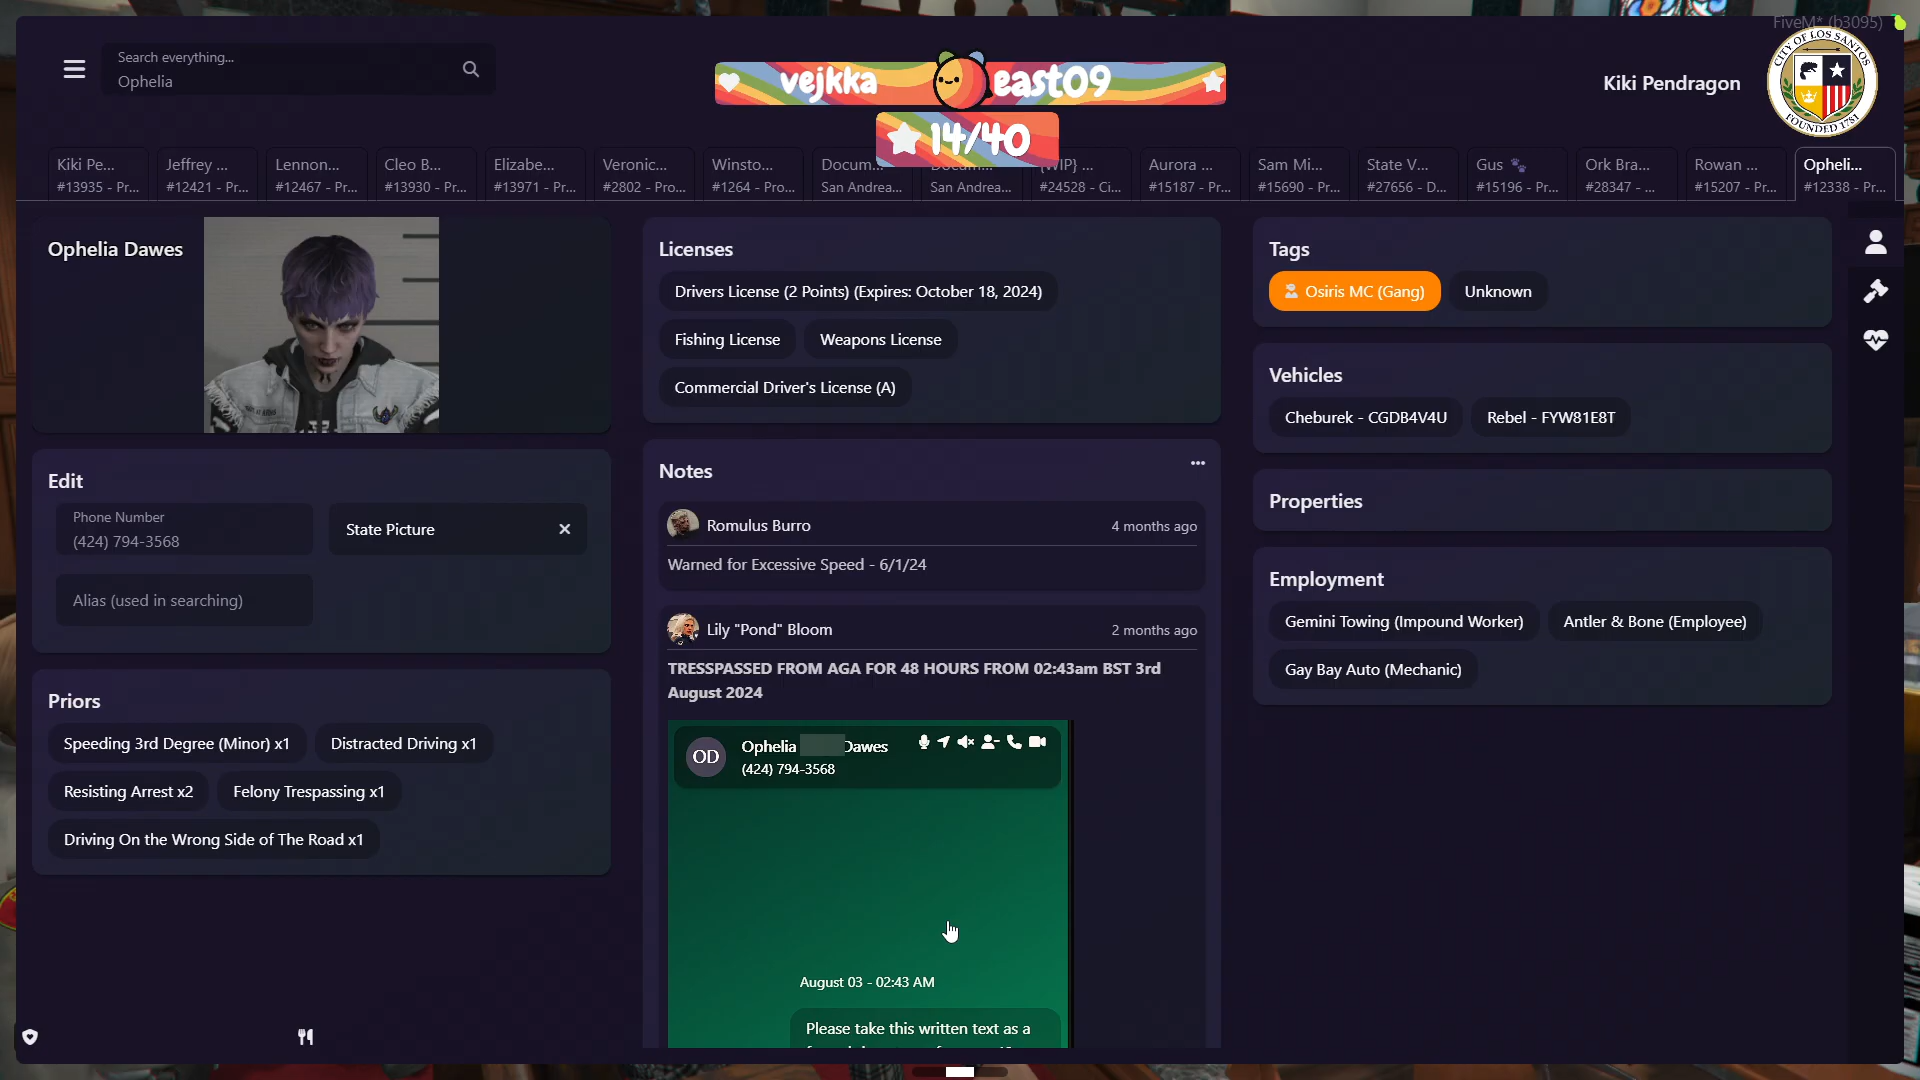 FiveM* (b3095)
Search everything...
Ophelia
vejkka east09
14/40
Kiki Pendragon
CITY OF LOS SANTOS
FOUNDED 1781
Kiki Pe...
#13935 - Pr...
Jeffrey ...
#12421 - Pr...
Lennon...
#12467 - Pr...
Cleo B...
#13930 - Pr...
Elizabe...
#13971 - Pr...
Veronic...
#2802 - Pro...
Winsto...
#1264 - Pro...
Docum...
San Andrea...
Docum...
San Andrea...
{WIP} ...
#24528 - Ci...
Aurora ...
#15187 - Pr...
Sam Mi...
#15690 - Pr...
State V...
#27656 - D...
Gus 🐾
#15196 - Pr...
Ork Bra...
#28347 - ...
Rowan ...
#15207 - Pr...
Opheli...
#12338 - Pr...
Ophelia Dawes
Edit
Phone Number
(424) 794-3568
State Picture
Alias (used in searching)
Priors
Speeding 3rd Degree (Minor) x1
Distracted Driving x1
Resisting Arrest x2
Felony Trespassing x1
Driving On the Wrong Side of The Road x1
Licenses
Drivers License (2 Points) (Expires: October 18, 2024)
Fishing License
Weapons License
Commercial Driver's License (A)
Notes
Romulus Burro
4 months ago
Warned for Excessive Speed - 6/1/24
Lily "Pond" Bloom
2 months ago
TRESSPASSED FROM AGA FOR 48 HOURS FROM 02:43am BST 3rd
August 2024
OD
Ophelia Dawes
(424) 794-3568
August 03 - 02:43 AM
Please take this written text as a
Tags
Osiris MC (Gang)
Unknown
Vehicles
Cheburek - CGDB4V4U
Rebel - FYW81E8T
Properties
Employment
Gemini Towing (Impound Worker)
Antler & Bone (Employee)
Gay Bay Auto (Mechanic)